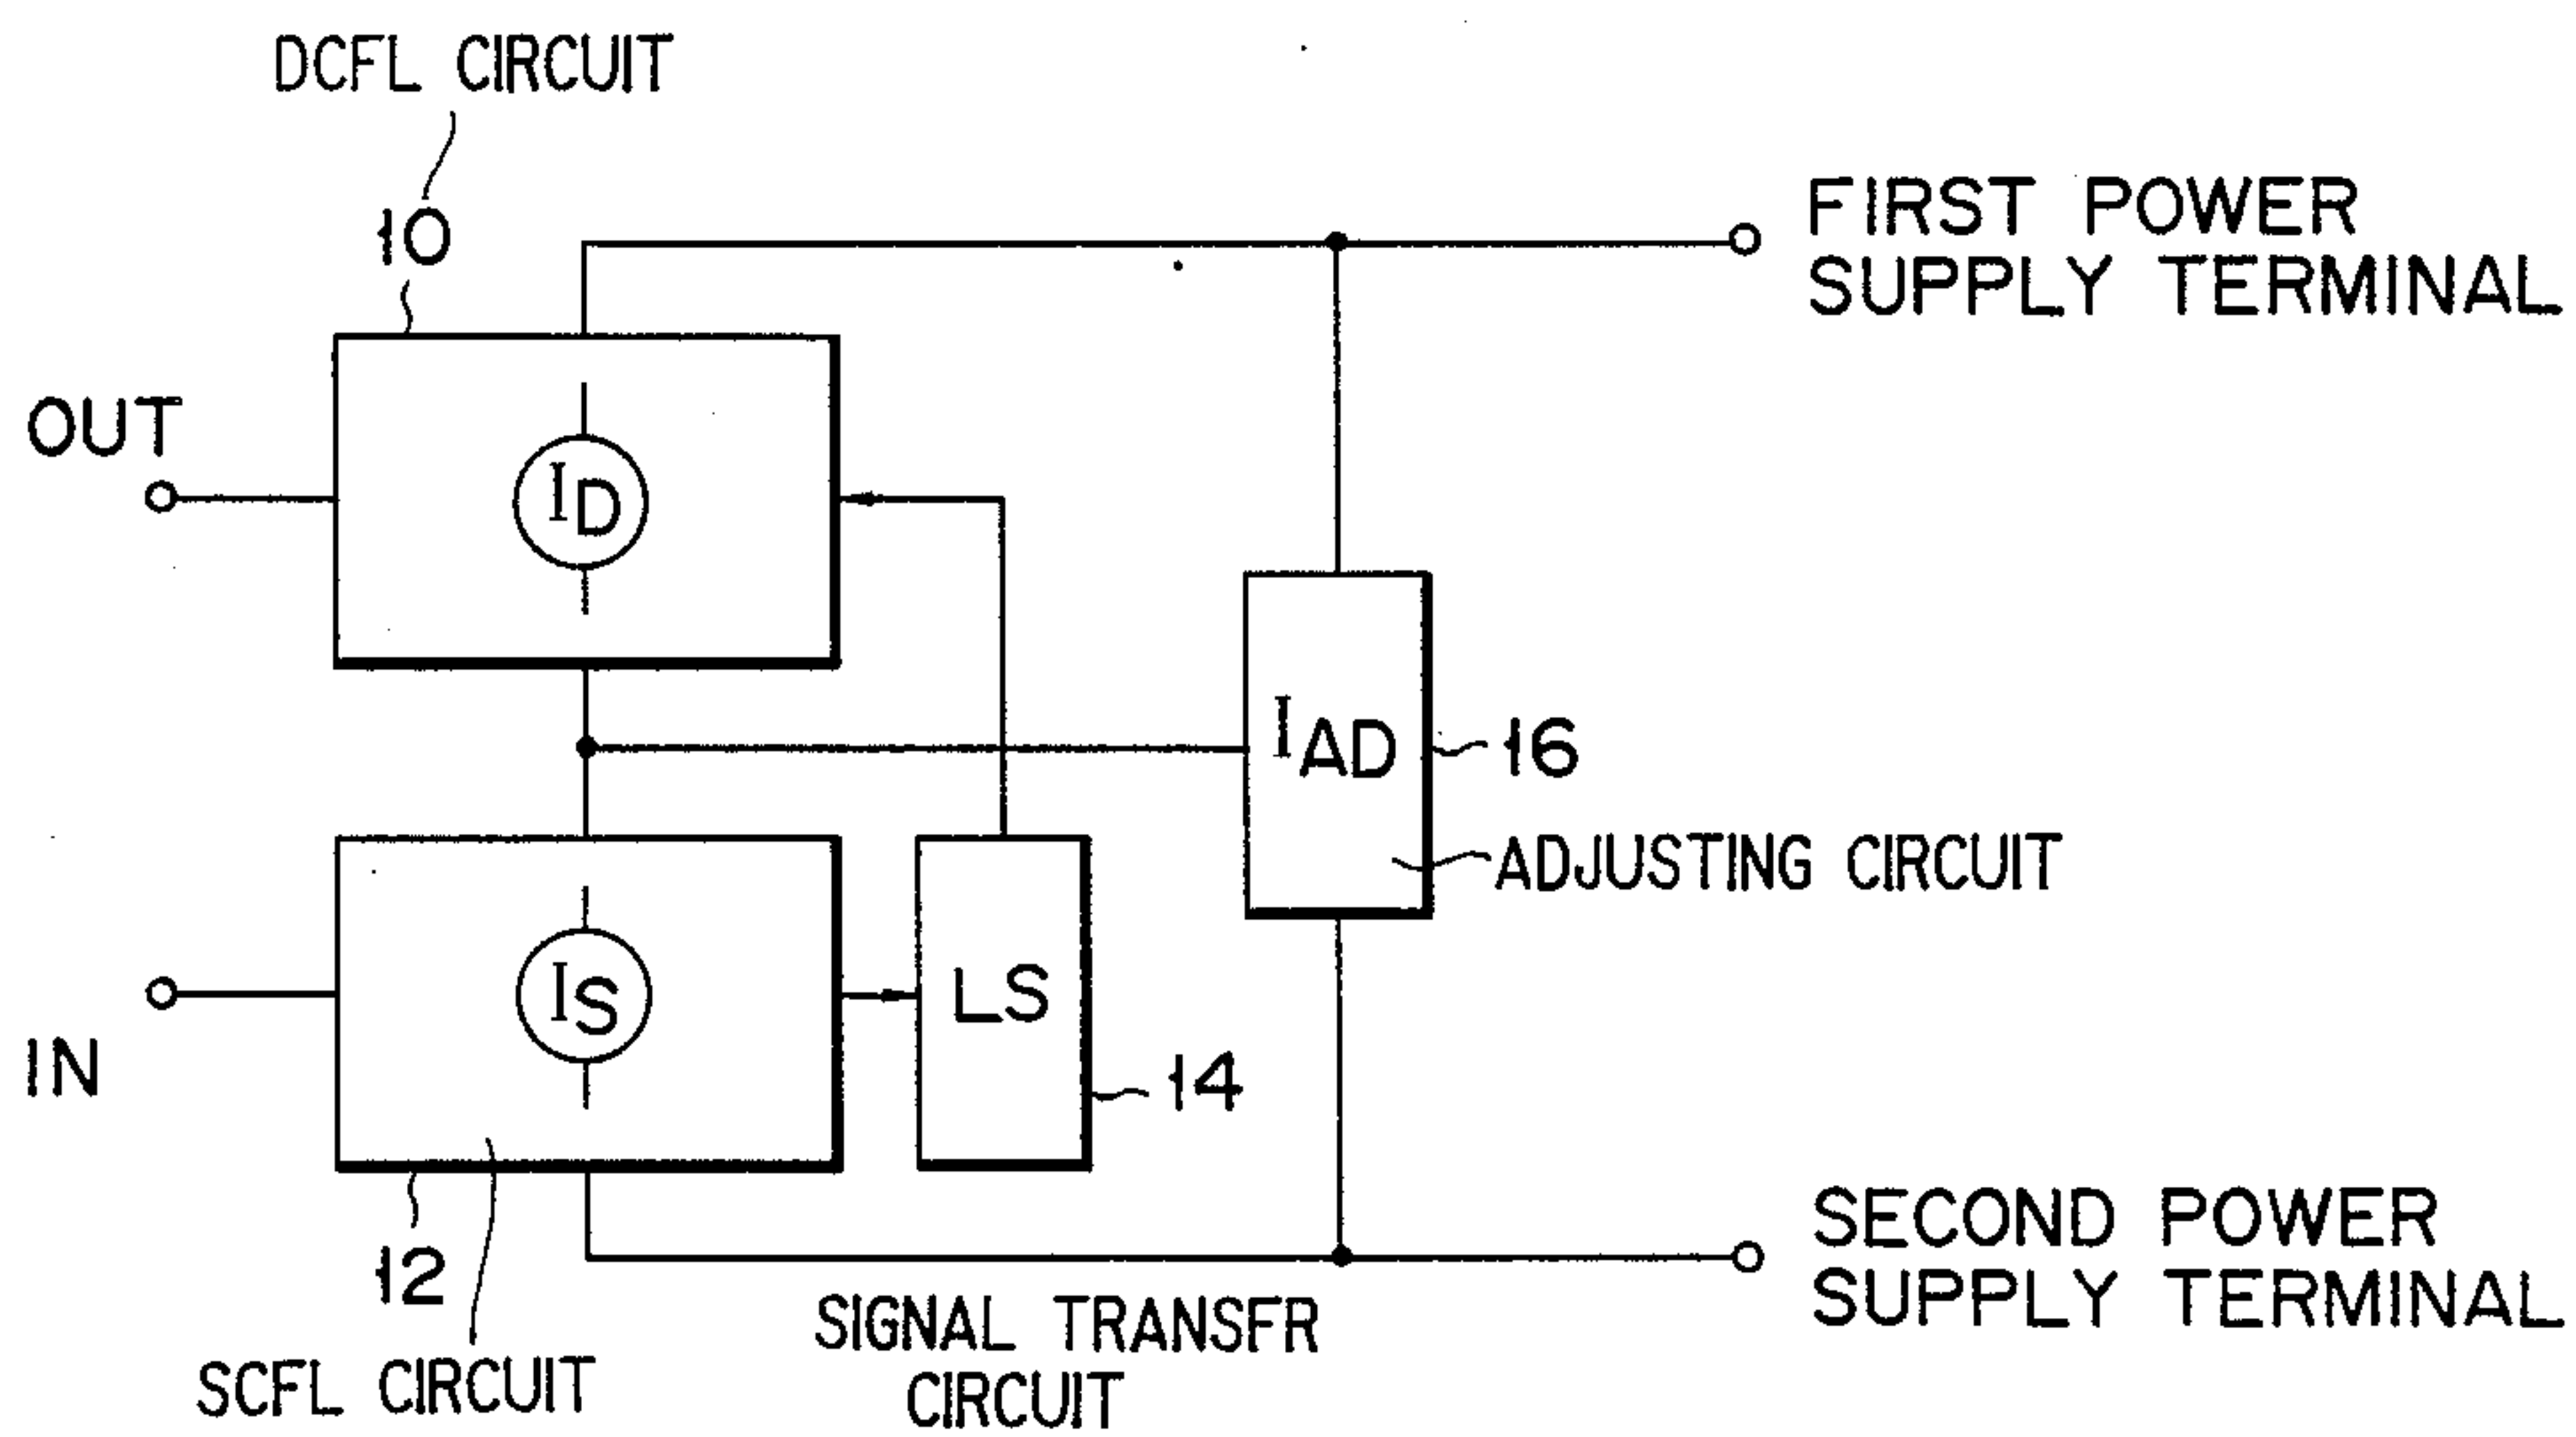 DCFL CIRCUIT
10
FIRST POWER
SUPPLY TERMINAL
OUT
ID
IAD
16
ADJUSTING CIRCUIT
IS
LS
IN
14
12
SECOND POWER
SUPPLY TERMINAL
SIGNAL TRANSFR
CIRCUIT
SCFL CIRCUIT